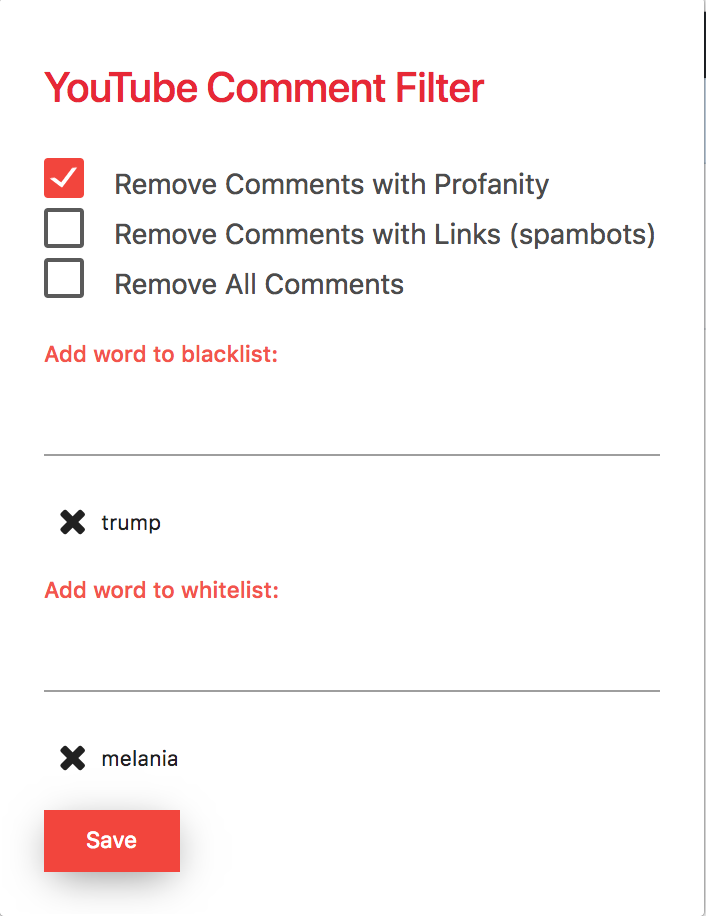 YouTube Comment Filter
Remove Comments with Profanity
Remove Comments with Links (spambots)
Remove All Comments
Add word to blacklist:
trump
Add word to whitelist:
melania
Save